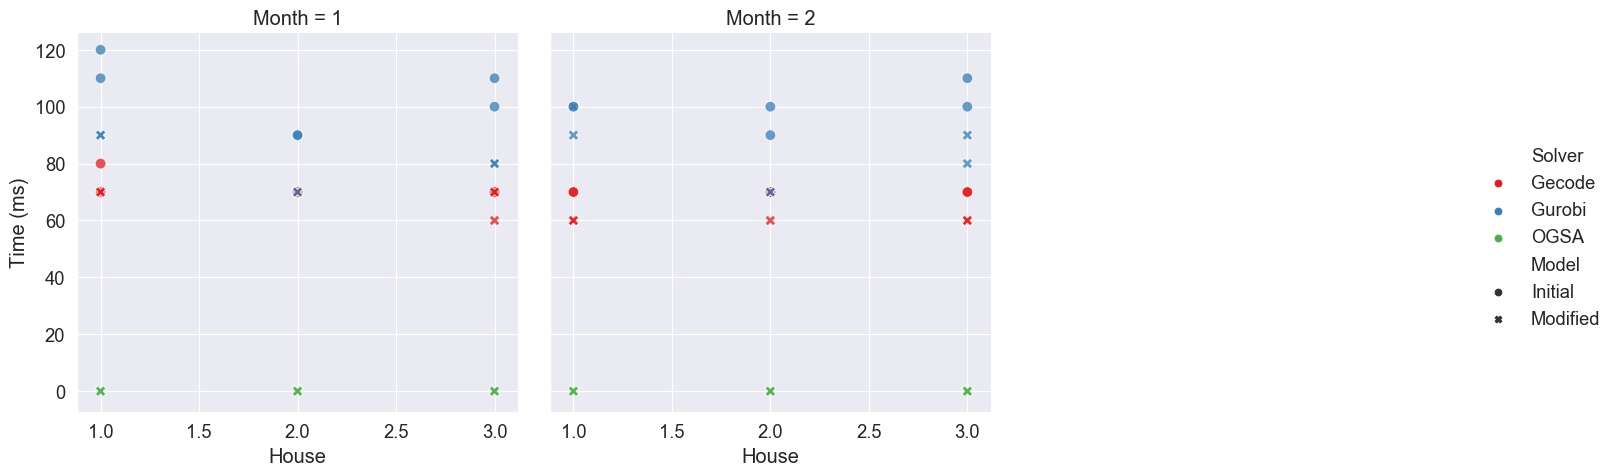 Month = 1
Month = 2
120
100
80
60
40
20
0
Time (ms)
1.0 1.5 2.0 2.5 3.0
House
1.0 1.5 2.0 2.5 3.0
House
Solver
Gecode
Gurobi
OGSA
Model
Initial
Modified